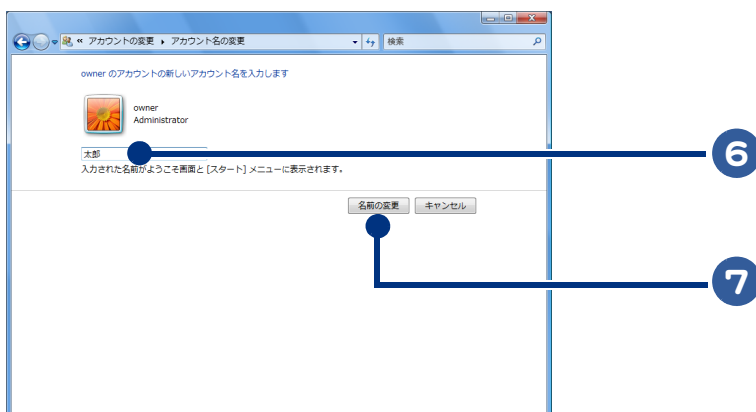 « アカウントの変更 ▸ アカウント名の変更
検索
owner のアカウントの新しいアカウント名を入力します
owner
Administrator
太郎
入力された名前がようこそ画面と [スタート] メニューに表示されます。
名前の変更
キャンセル
6
7